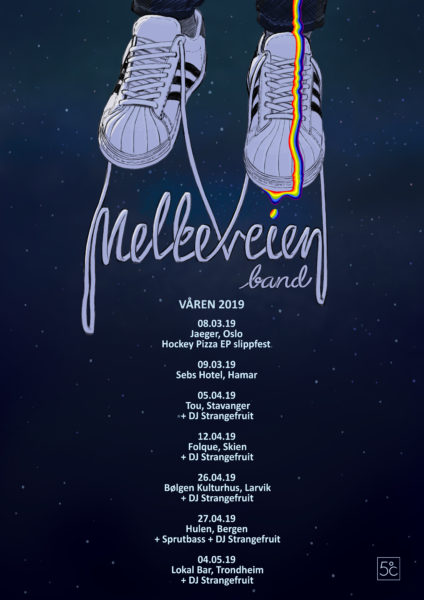 Melkeveien
band
VÅREN 2019
08.03.19
Jaeger, Oslo
Hockey Pizza EP slippfest
09.03.19
Sebs Hotel, Hamar
05.04.19
Tou, Stavanger
+ DJ Strangefruit
12.04.19
Folque, Skien
+ DJ Strangefruit
26.04.19
Bølgen Kulturhus, Larvik
+ DJ Strangefruit
27.04.19
Hulen, Bergen
+ Sprutbass + DJ Strangefruit
04.05.19
Lokal Bar, Trondheim
+ DJ Strangefruit
5°C